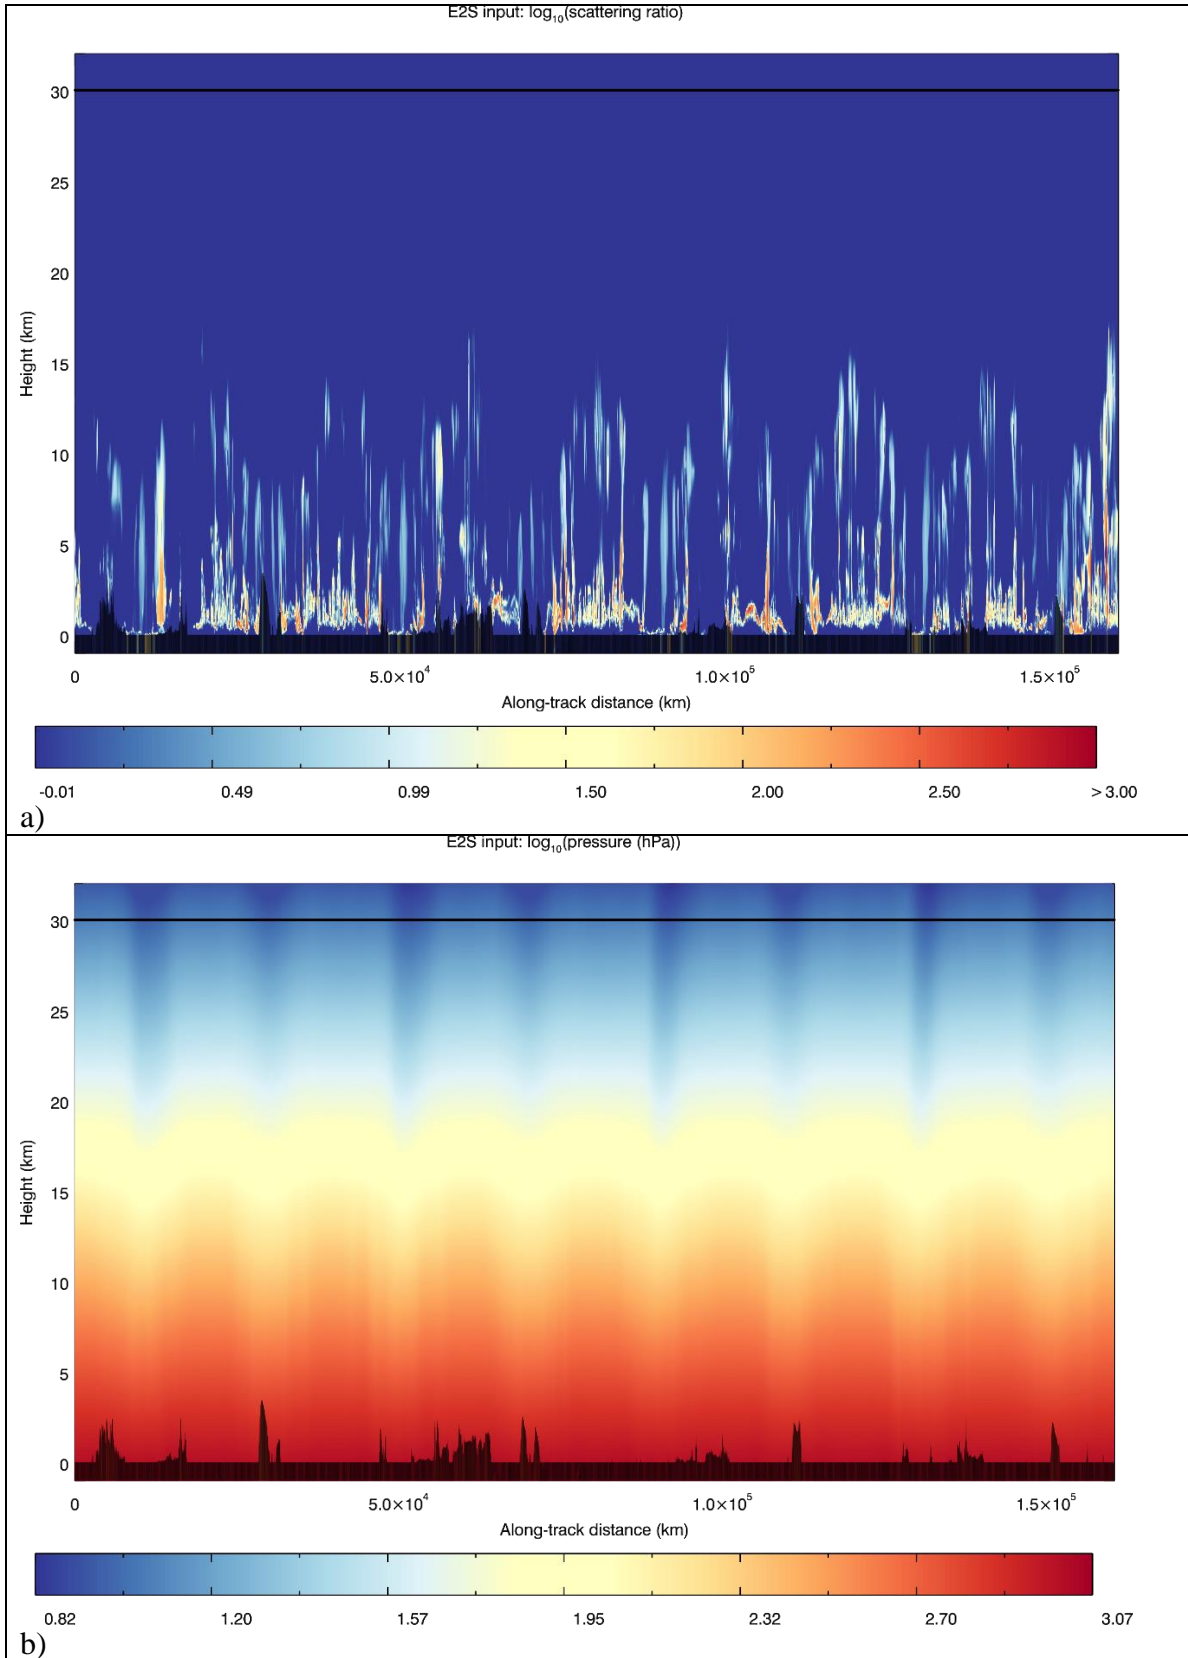 E2S input: log₁₀(scattering ratio)
30
25
20
15
10
5
0
Height (km)
0 5.0×10⁴ 1.0×10⁵ 1.5×10⁵
Along-track distance (km)
-0.01 0.49 0.99 1.50 2.00 2.50 > 3.00
a)
E2S input: log₁₀(pressure (hPa))
30
25
20
15
10
5
0
Height (km)
0 5.0×10⁴ 1.0×10⁵ 1.5×10⁵
Along-track distance (km)
0.82 1.20 1.57 1.95 2.32 2.70 3.07
b)